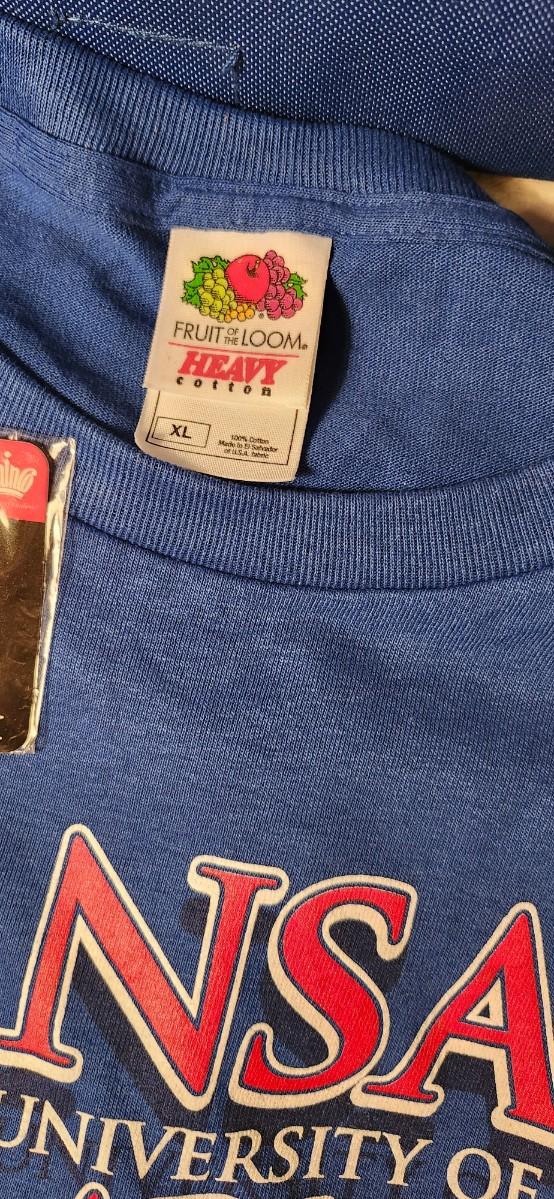 FRUIT OF THE LOOM®
HEAVY
cotton
XL
100% Cotton
Made in El Salvador
of U.S.A. fabric
NSA
UNIVERSITY OF